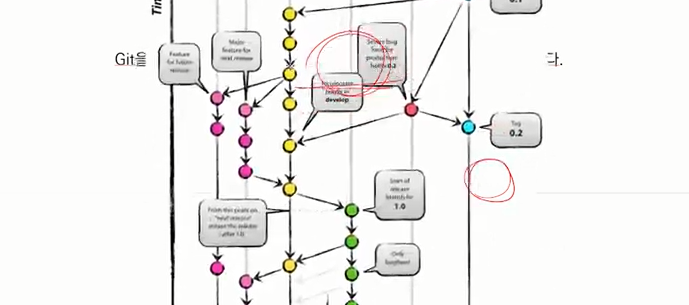 Tim
0.1
Git을
다.
Feature
for future
release
Major
feature for
next release
Severe bug
fixed for
production:
hotfix 0.2
Incorporate
bugfix in
develop
Tag
0.2
Start of
release
branch for
1.0
From this point on,
"next release"
means the release
after 1.0
Only
bugfixes!